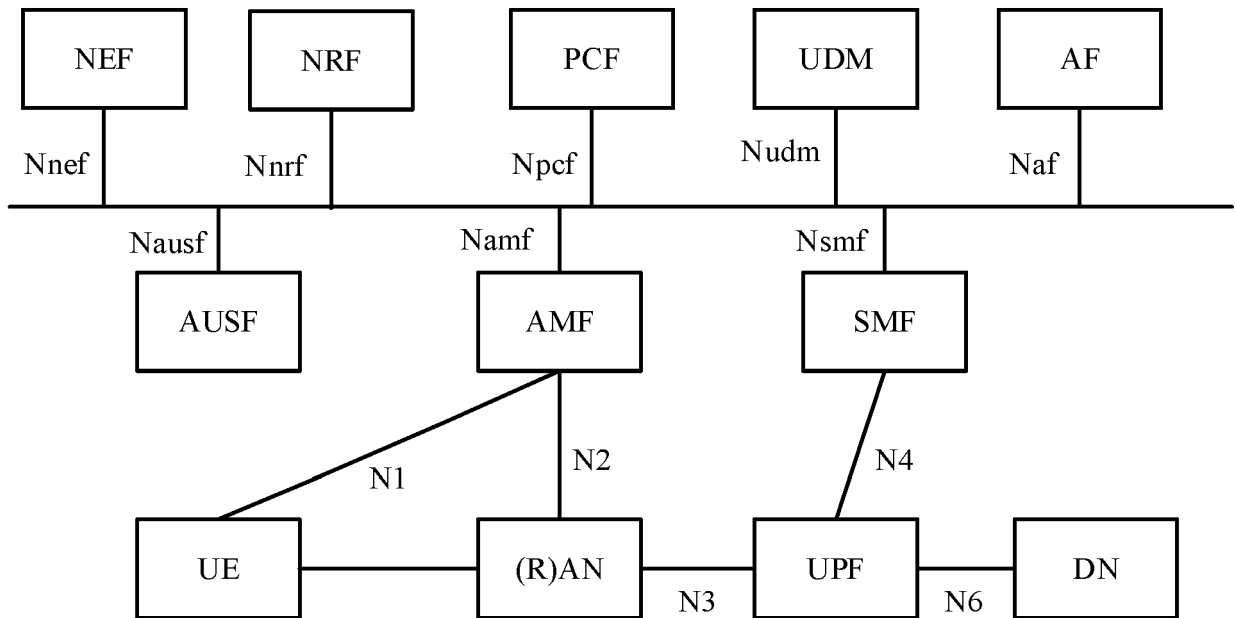 NEF NRF PCF UDM AF
Nnef Nnrf Npcf Nudm Naf
Nausf Namf Nsmf
AUSF AMF SMF
N1 N2 N4
UE (R)AN UPF DN
N3 N6